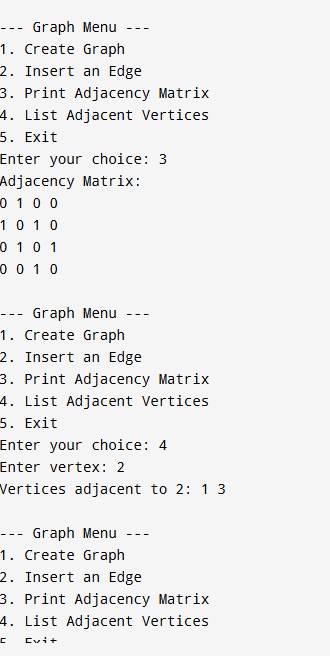 --- Graph Menu ---
1. Create Graph
2. Insert an Edge
3. Print Adjacency Matrix
4. List Adjacent Vertices
5. Exit
Enter your choice: 3
Adjacency Matrix:
0 1 0 0
1 0 1 0
0 1 0 1
0 0 1 0

--- Graph Menu ---
1. Create Graph
2. Insert an Edge
3. Print Adjacency Matrix
4. List Adjacent Vertices
5. Exit
Enter your choice: 4
Enter vertex: 2
Vertices adjacent to 2: 1 3

--- Graph Menu ---
1. Create Graph
2. Insert an Edge
3. Print Adjacency Matrix
4. List Adjacent Vertices
5. Exit